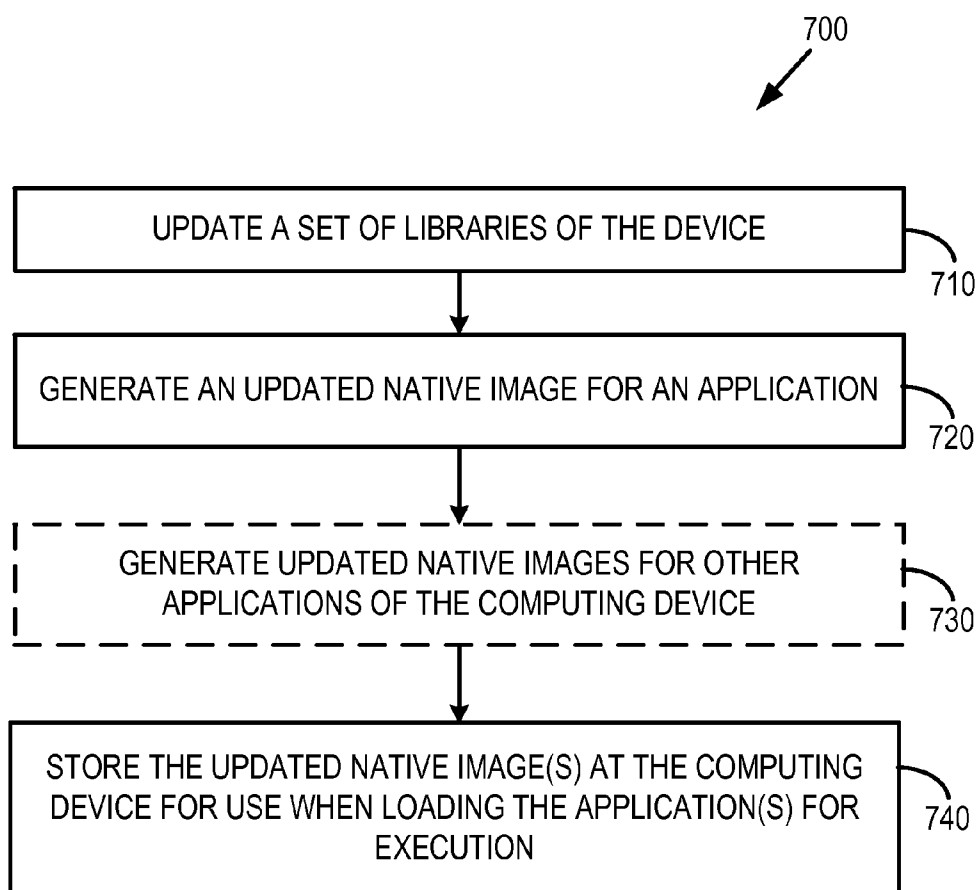 700
UPDATE A SET OF LIBRARIES OF THE DEVICE
710
GENERATE AN UPDATED NATIVE IMAGE FOR AN APPLICATION
720
GENERATE UPDATED NATIVE IMAGES FOR OTHER
APPLICATIONS OF THE COMPUTING DEVICE
730
STORE THE UPDATED NATIVE IMAGE(S) AT THE COMPUTING
DEVICE FOR USE WHEN LOADING THE APPLICATION(S) FOR
EXECUTION
740